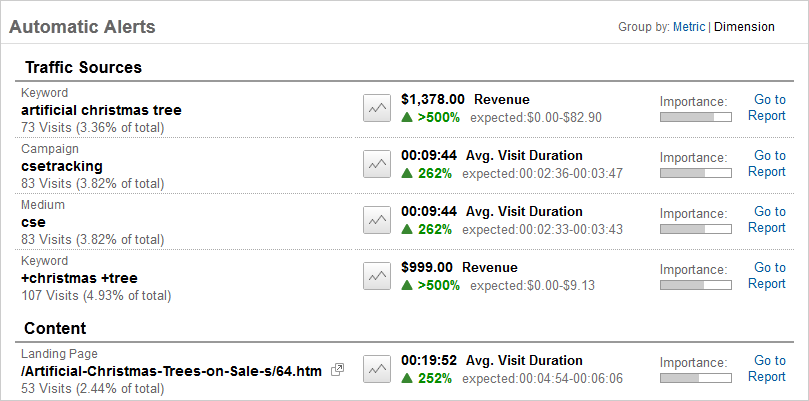 Automatic Alerts
Group by: Metric | Dimension
Traffic Sources
Keyword
artificial christmas tree
73 Visits (3.36% of total)
$1,378.00 Revenue
>500% expected:$0.00-$82.90
Importance:
Go to
Report
Campaign
csetracking
83 Visits (3.82% of total)
00:09:44 Avg. Visit Duration
262% expected:00:02:36-00:03:47
Importance:
Go to
Report
Medium
cse
83 Visits (3.82% of total)
00:09:44 Avg. Visit Duration
262% expected:00:02:33-00:03:43
Importance:
Go to
Report
Keyword
+christmas +tree
107 Visits (4.93% of total)
$999.00 Revenue
>500% expected:$0.00-$9.13
Importance:
Go to
Report
Content
Landing Page
/Artificial-Christmas-Trees-on-Sale-s/64.htm
53 Visits (2.44% of total)
00:19:52 Avg. Visit Duration
252% expected:00:04:54-00:06:06
Importance:
Go to
Report